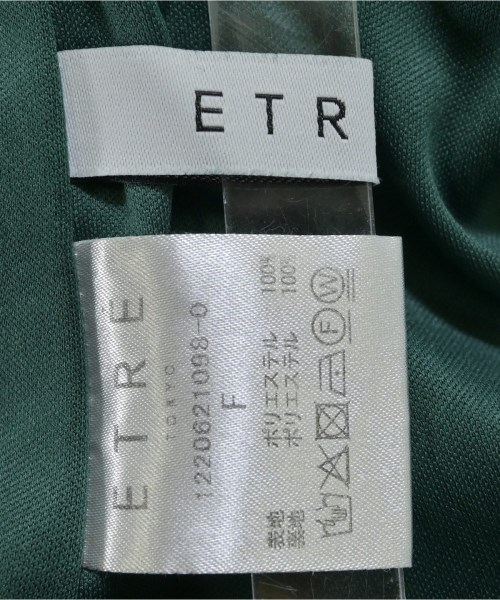 ETR
ETRE
TOKYO
1220621098-0
F
表地 ポリエステル 100%
裏地 ポリエステル 100%
F W